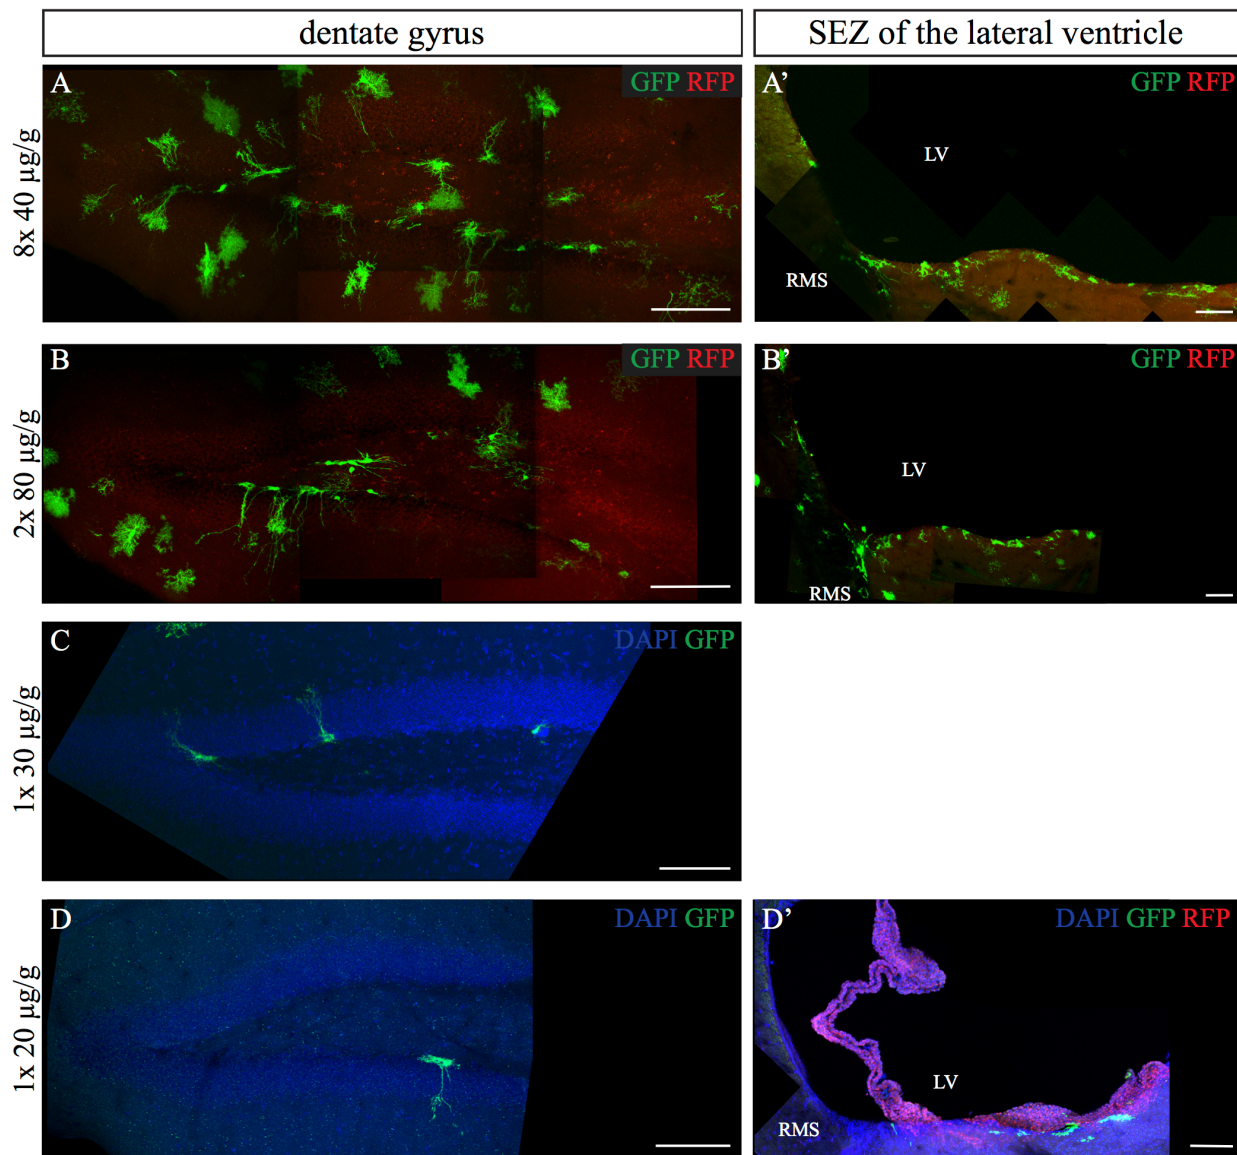 dentate gyrus
SEZ of the lateral ventricle
8x 40 µg/g
A
GFP RFP
A’
GFP RFP
LV
RMS
2x 80 µg/g
B
GFP RFP
B’
GFP RFP
LV
RMS
1x 30 µg/g
C
DAPI GFP
1x 20 µg/g
D
DAPI GFP
D’
DAPI GFP RFP
LV
RMS